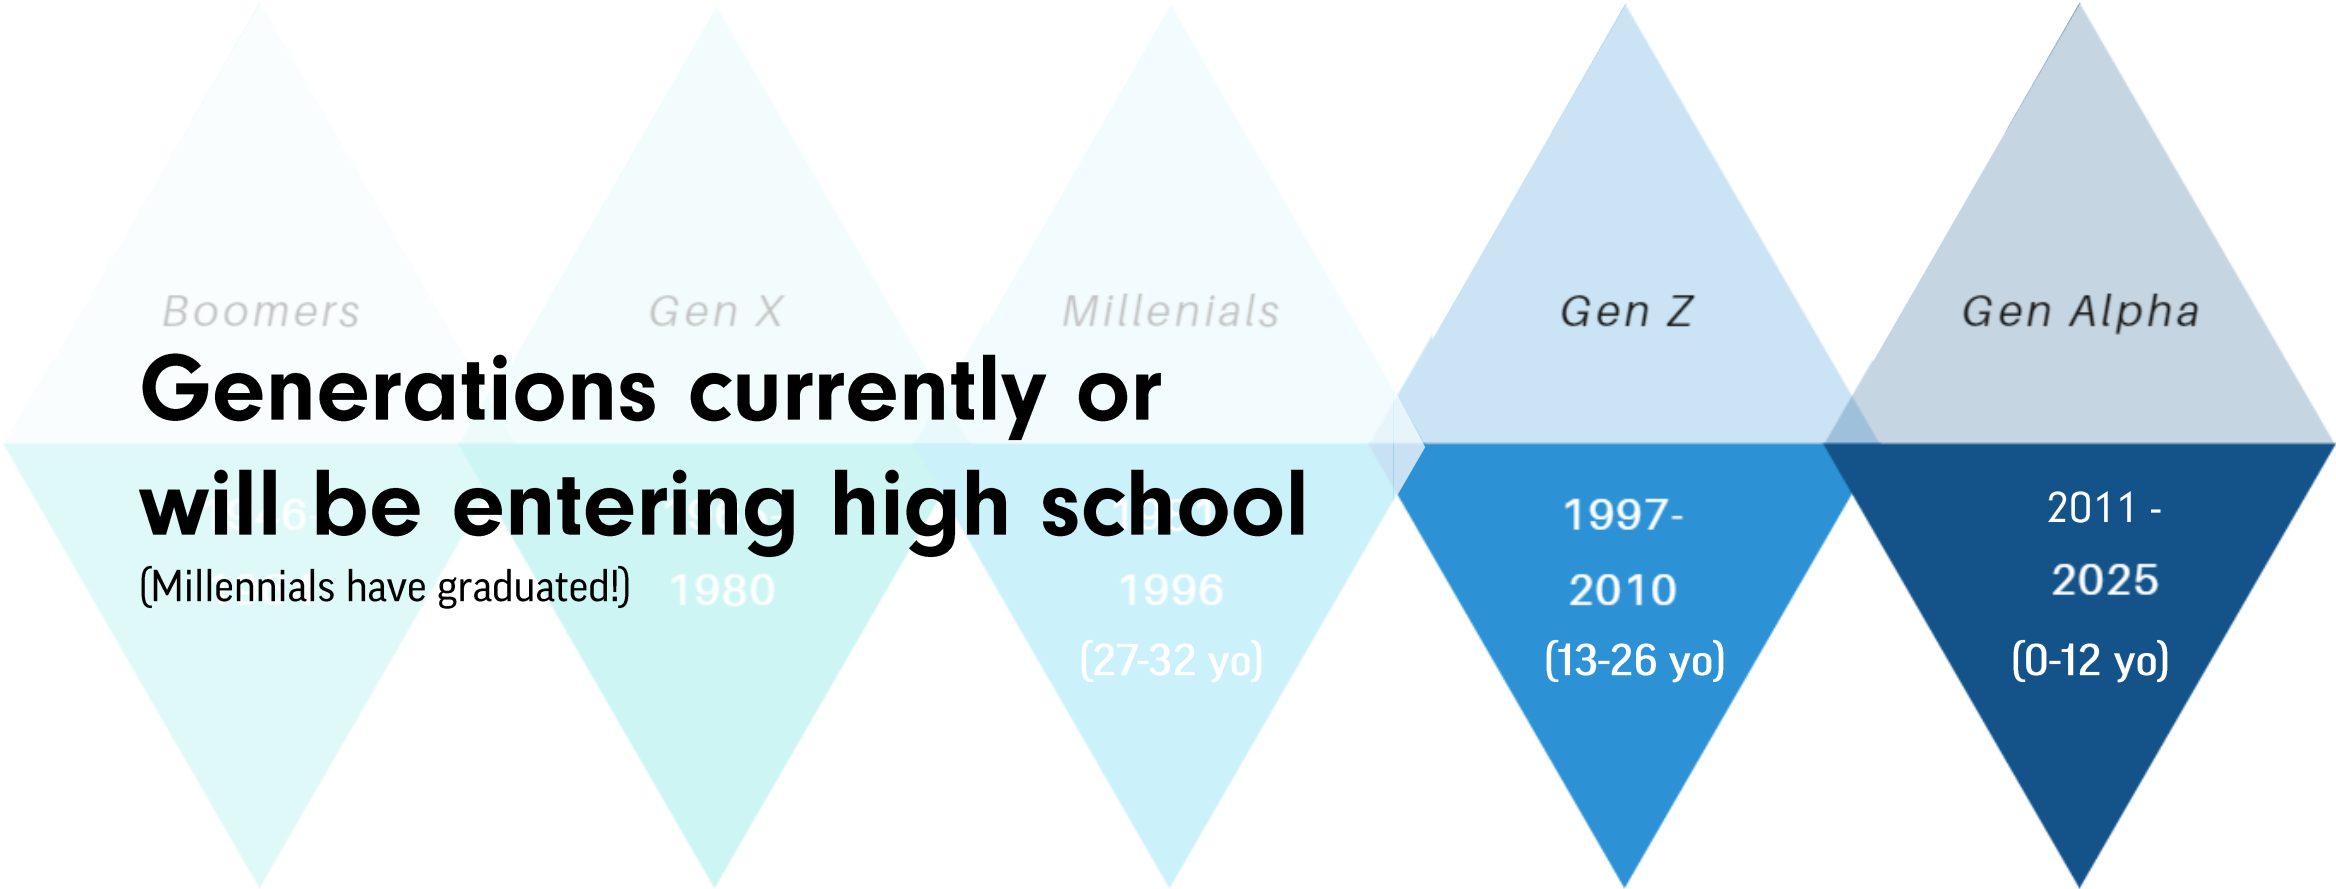 Boomers
Gen X
Millenials
Gen Z
Gen Alpha
Generations currently or
will be entering high school
(Millennials have graduated!)
1980
1996
(27-32 yo)
1997-
2010
(13-26 yo)
2011 -
2025
(0-12 yo)